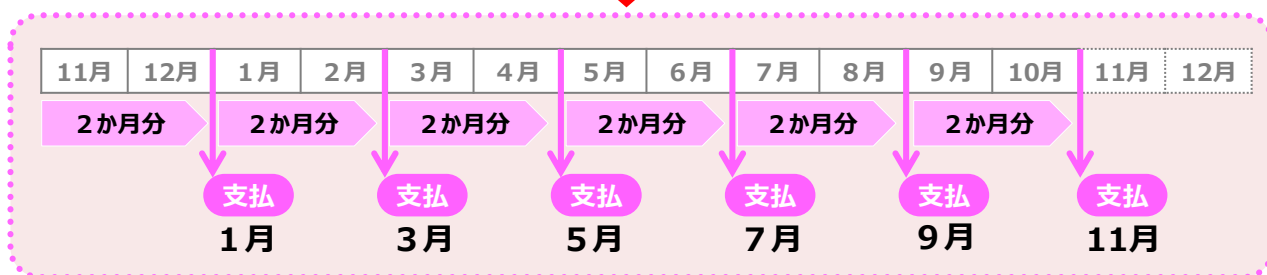 11月 12月 1月 2月 3月 4月 5月 6月 7月 8月 9月 10月 11月 12月
2か月分 2か月分 2か月分 2か月分 2か月分 2か月分
支払 支払 支払 支払 支払 支払
1月 3月 5月 7月 9月 11月